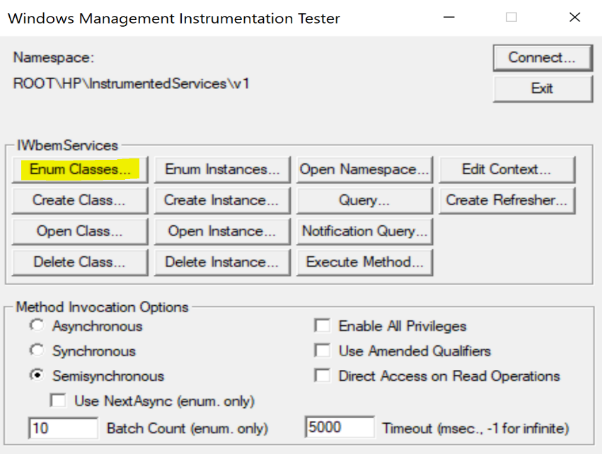 Windows Management Instrumentation Tester
Namespace:
Connect...
ROOT\HP\InstrumentedServices\v1
Exit
IWbemServices
Enum Classes... Enum Instances... Open Namespace... Edit Context...
Create Class... Create Instance... Query... Create Refresher...
Open Class... Open Instance... Notification Query...
Delete Class... Delete Instance... Execute Method...
Method Invocation Options
Asynchronous Enable All Privileges
Synchronous Use Amended Qualifiers
Semisynchronous Direct Access on Read Operations
Use NextAsync (enum. only)
10 Batch Count (enum. only) 5000 Timeout (msec., -1 for infinite)